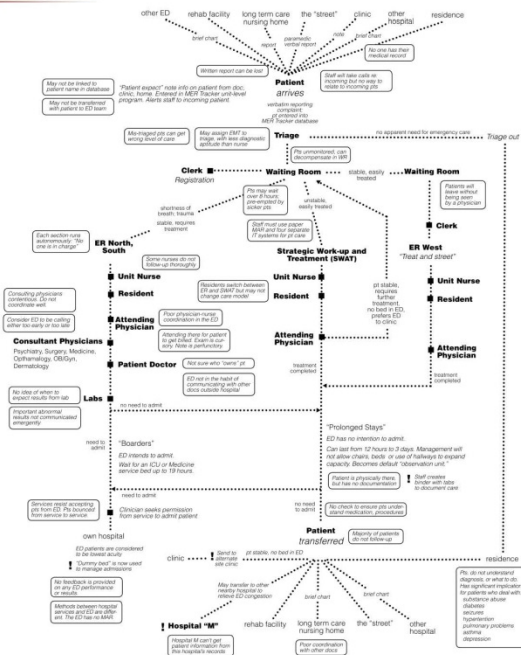 other ED
rehab facility
long term care
nursing home
the "street"
clinic
other
hospital
residence
brief chart
report
paramedic
verbal report
note
brief chart
No one has their
medical record
Written report can be lost
Patient
arrives
Staff will take calls re
incoming but no way to
relate to incoming pts
May not be linked to
patient name in database
May not be transferred
with patient to ED team
"Patient expect" note info on patient from doc,
clinic, home. Entered in MER Tracker unit-level
program. Alerts staff to incoming patient
verbatim reporting
complaint:
pt entered into
MER Tracker database
Mis-triaged pts can get
wrong level of care
May assign EMT to
triage, with less diagnostic
aptitude than nurse
Triage
no apparent need for emergency care
Triage out
Pts unmonitored, can
decompensate in WR
Clerk
Registration
Waiting Room
stable, easily
treated
Waiting Room
Pts may wait
over 8 hours,
pre-empted by
sicker pts
unstable,
easily treated
Patients will
leave without
being seen
by a physician
shortness of
breath, trauma
stable, requires
treatment
Staff must use paper
MAR and four separate
IT systems for pt care
Clerk
Each section runs
autonomously: "No
one is in charge"
ER North,
South
Strategic Work-up and
Treatment (SWAT)
ER West
"Treat and street"
Some nurses do not
follow-up thoroughly
Unit Nurse
Unit Nurse
Unit Nurse
Consulting physicians
contentious. Do not
coordinate well.
Resident
Residents switch between
ER and SWAT but may not
change care model
Resident
pt stable,
requires
further
treatment.
no bed in ED,
prefers ED
to clinic
Resident
Consider ED to be calling
either too early or too late
Attending
Physician
Poor physician-nurse
coordination in the ED
Attending there for patient
to get billed. Exam is cur-
sory. Note is perfunctory.
Attending
Physician
Attending
Physician
Consultant Physicians
Psychiatry, Surgery, Medicine,
Opthamalogy, OB/Gyn,
Dermatology
Patient Doctor
Not sure who "owns" pt
ED not in the habit of
communicating with other
docs outside hospital
treatment
completed
treatment
completed
No idea of when to
expect results from lab
Labs
no need to admit
Important abnormal
results not communicated
emergently
need to
admit
"Boarders"
ED intends to admit.
Wait for an ICU or Medicine
service bed up to 19 hours.
"Prolonged Stays"
ED has no intention to admit.
Can last from 12 hours to 3 days. Management will
not allow chairs, beds or use of hallways to expand
capacity. Becomes default "observation unit."
Patient is physically there
but has no documentation
! Staff creates
binder with labs
to document care
need to admit
Services resist accepting
pts from ED. Pts bounced
from service to service
Clinician seeks permission
from service to admit patient
no need
to admit
No check to ensure pts under-
stand medication, procedures
own hospital
Patient
transferred
Majority of patients
do not follow-up
ED patients are considered
to be lowest acuity
! "Dummy bed" is now used
to manage admissions
No feedback is provided
on any ED performance
or results.
Methods between hospital
services and ED are differ-
ent. The ED has no MAR
clinic
! Send to
alternate
site clinic
pt stable, no bed in ED
residence
May transfer to other
nearby hospital to
relieve ED congestion
brief chart
brief chart
! Hospital "M"
rehab facility
long term care
nursing home
the "street"
other
hospital
Hospital M can't get
patient information from
this hospital's records
Poor coordination
with other docs
Pts. do not understand
diagnosis, or what to do.
Has significant implication
for patients who deal with
substance abuse
diabetes
seizures
hypertention
pulmonary problems
asthma
depression